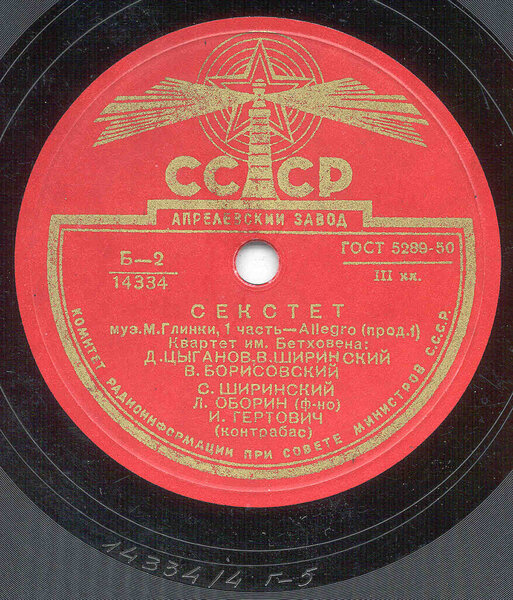 СССР
АПРЕЛЕВСКИЙ ЗАВОД
Б—2
14334
ГОСТ 5289-50
III кл.
СЕКСТЕТ
муз. М. Глинки, 1 часть—Allegro (прод. 1)
Квартет им. Бетховена:
Д. ЦЫГАНОВ, В. ШИРИНСКИЙ
В. БОРИСОВСКИЙ
С. ШИРИНСКИЙ
Л. ОБОРИН (ф-но)
И. ГЕРТОВИЧ
(контрабас)
КОМИТЕТ РАДИОИНФОРМАЦИИ ПРИ СОВЕТЕ МИНИСТРОВ С.С.С.Р.
14334/4 г-5